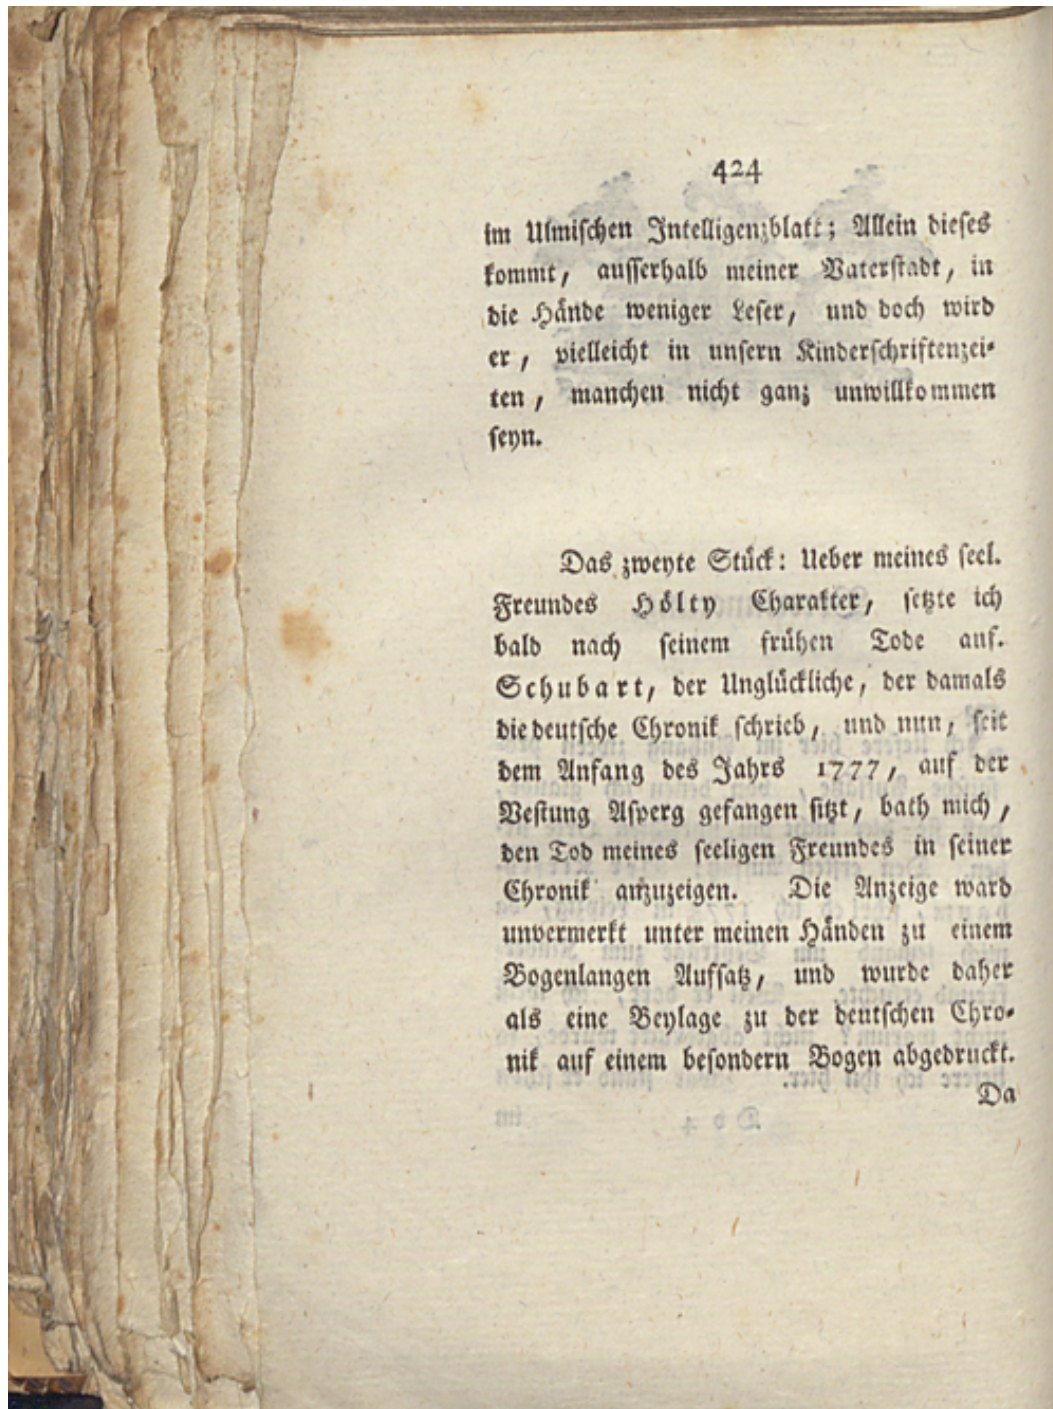 424
im Ulmischen Intelligenzblatt; Allein dieses
kommt, ausserhalb meiner Vaterstadt, in
die Hände weniger Leser, und doch wird
er, vielleicht in unsern Kinderschriftenzei-
ten, manchen nicht ganz unwillkommen
seyn.
Das zweyte Stück: Ueber meines seel.
Freundes Hölty Charakter, setzte ich
bald nach seinem frühen Tode auf.
Schubart, der Unglückliche, der damals
die deutsche Chronik schrieb, und nun, seit
dem Anfang des Jahrs 1777, auf der
Vestung Asperg gefangen sitzt, bath mich,
den Tod meines seeligen Freundes in seiner
Chronik anzuzeigen. Die Anzeige ward
unvermerkt unter meinen Händen zu einem
Bogenlangen Aufsatz, und wurde daher
als eine Beylage zu der deutschen Chro-
nik auf einem besondern Bogen abgedruckt.
Da